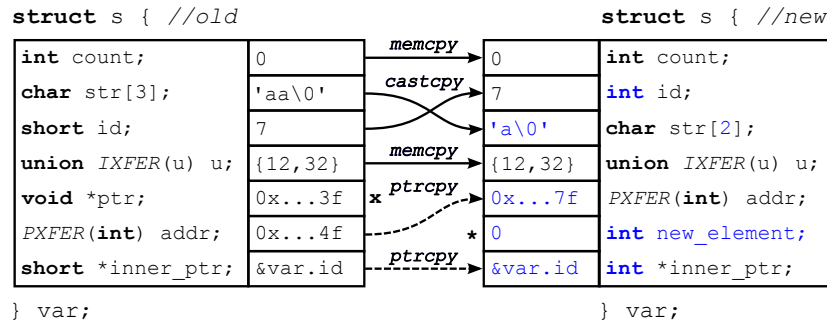 struct s { //old struct s { //new
int count; 0 memcpy 0 int count;
char str[3]; 'aa\0' castcpy 7 int id;
short id; 7 'a\0' char str[2];
union IXFER(u) u; {12,32} memcpy {12,32} union IXFER(u) u;
void *ptr; 0x...3f x ptrcpy 0x...7f PXFER(int) addr;
PXFER(int) addr; 0x...4f * 0 int new_element;
short *inner_ptr; &var.id ptrcpy &var.id int *inner_ptr;
} var; } var;